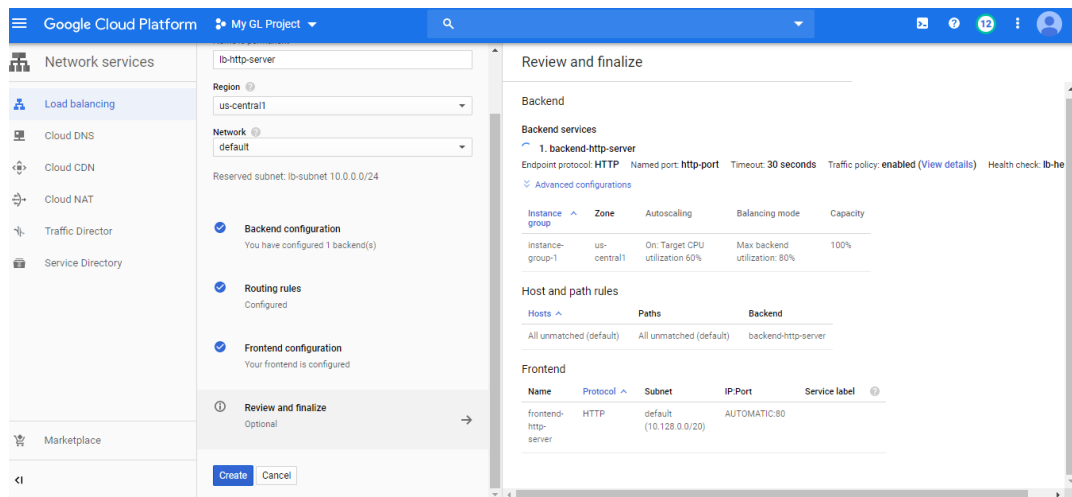 Google Cloud Platform
My GL Project
12
Network services
Load balancing
Cloud DNS
Cloud CDN
Cloud NAT
Traffic Director
Service Directory
Marketplace
lb-http-server
Region
us-central1
Network
default
Reserved subnet: lb-subnet 10.0.0.0/24
Backend configuration
You have configured 1 backend(s)
Routing rules
Configured
Frontend configuration
Your frontend is configured
Review and finalize
Optional
Create Cancel
Review and finalize
Backend
Backend services
1. backend-http-server
Endpoint protocol: HTTP Named port: http-port Timeout: 30 seconds Traffic policy: enabled (View details) Health check: lb-he
Advanced configurations
Instance group Zone Autoscaling Balancing mode Capacity
instance-group-1 us-central1 On: Target CPU utilization 60% Max backend utilization: 80% 100%
Host and path rules
Hosts Paths Backend
All unmatched (default) All unmatched (default) backend-http-server
Frontend
Name Protocol Subnet IP:Port Service label
frontend-http-server HTTP default (10.128.0.0/20) AUTOMATIC:80